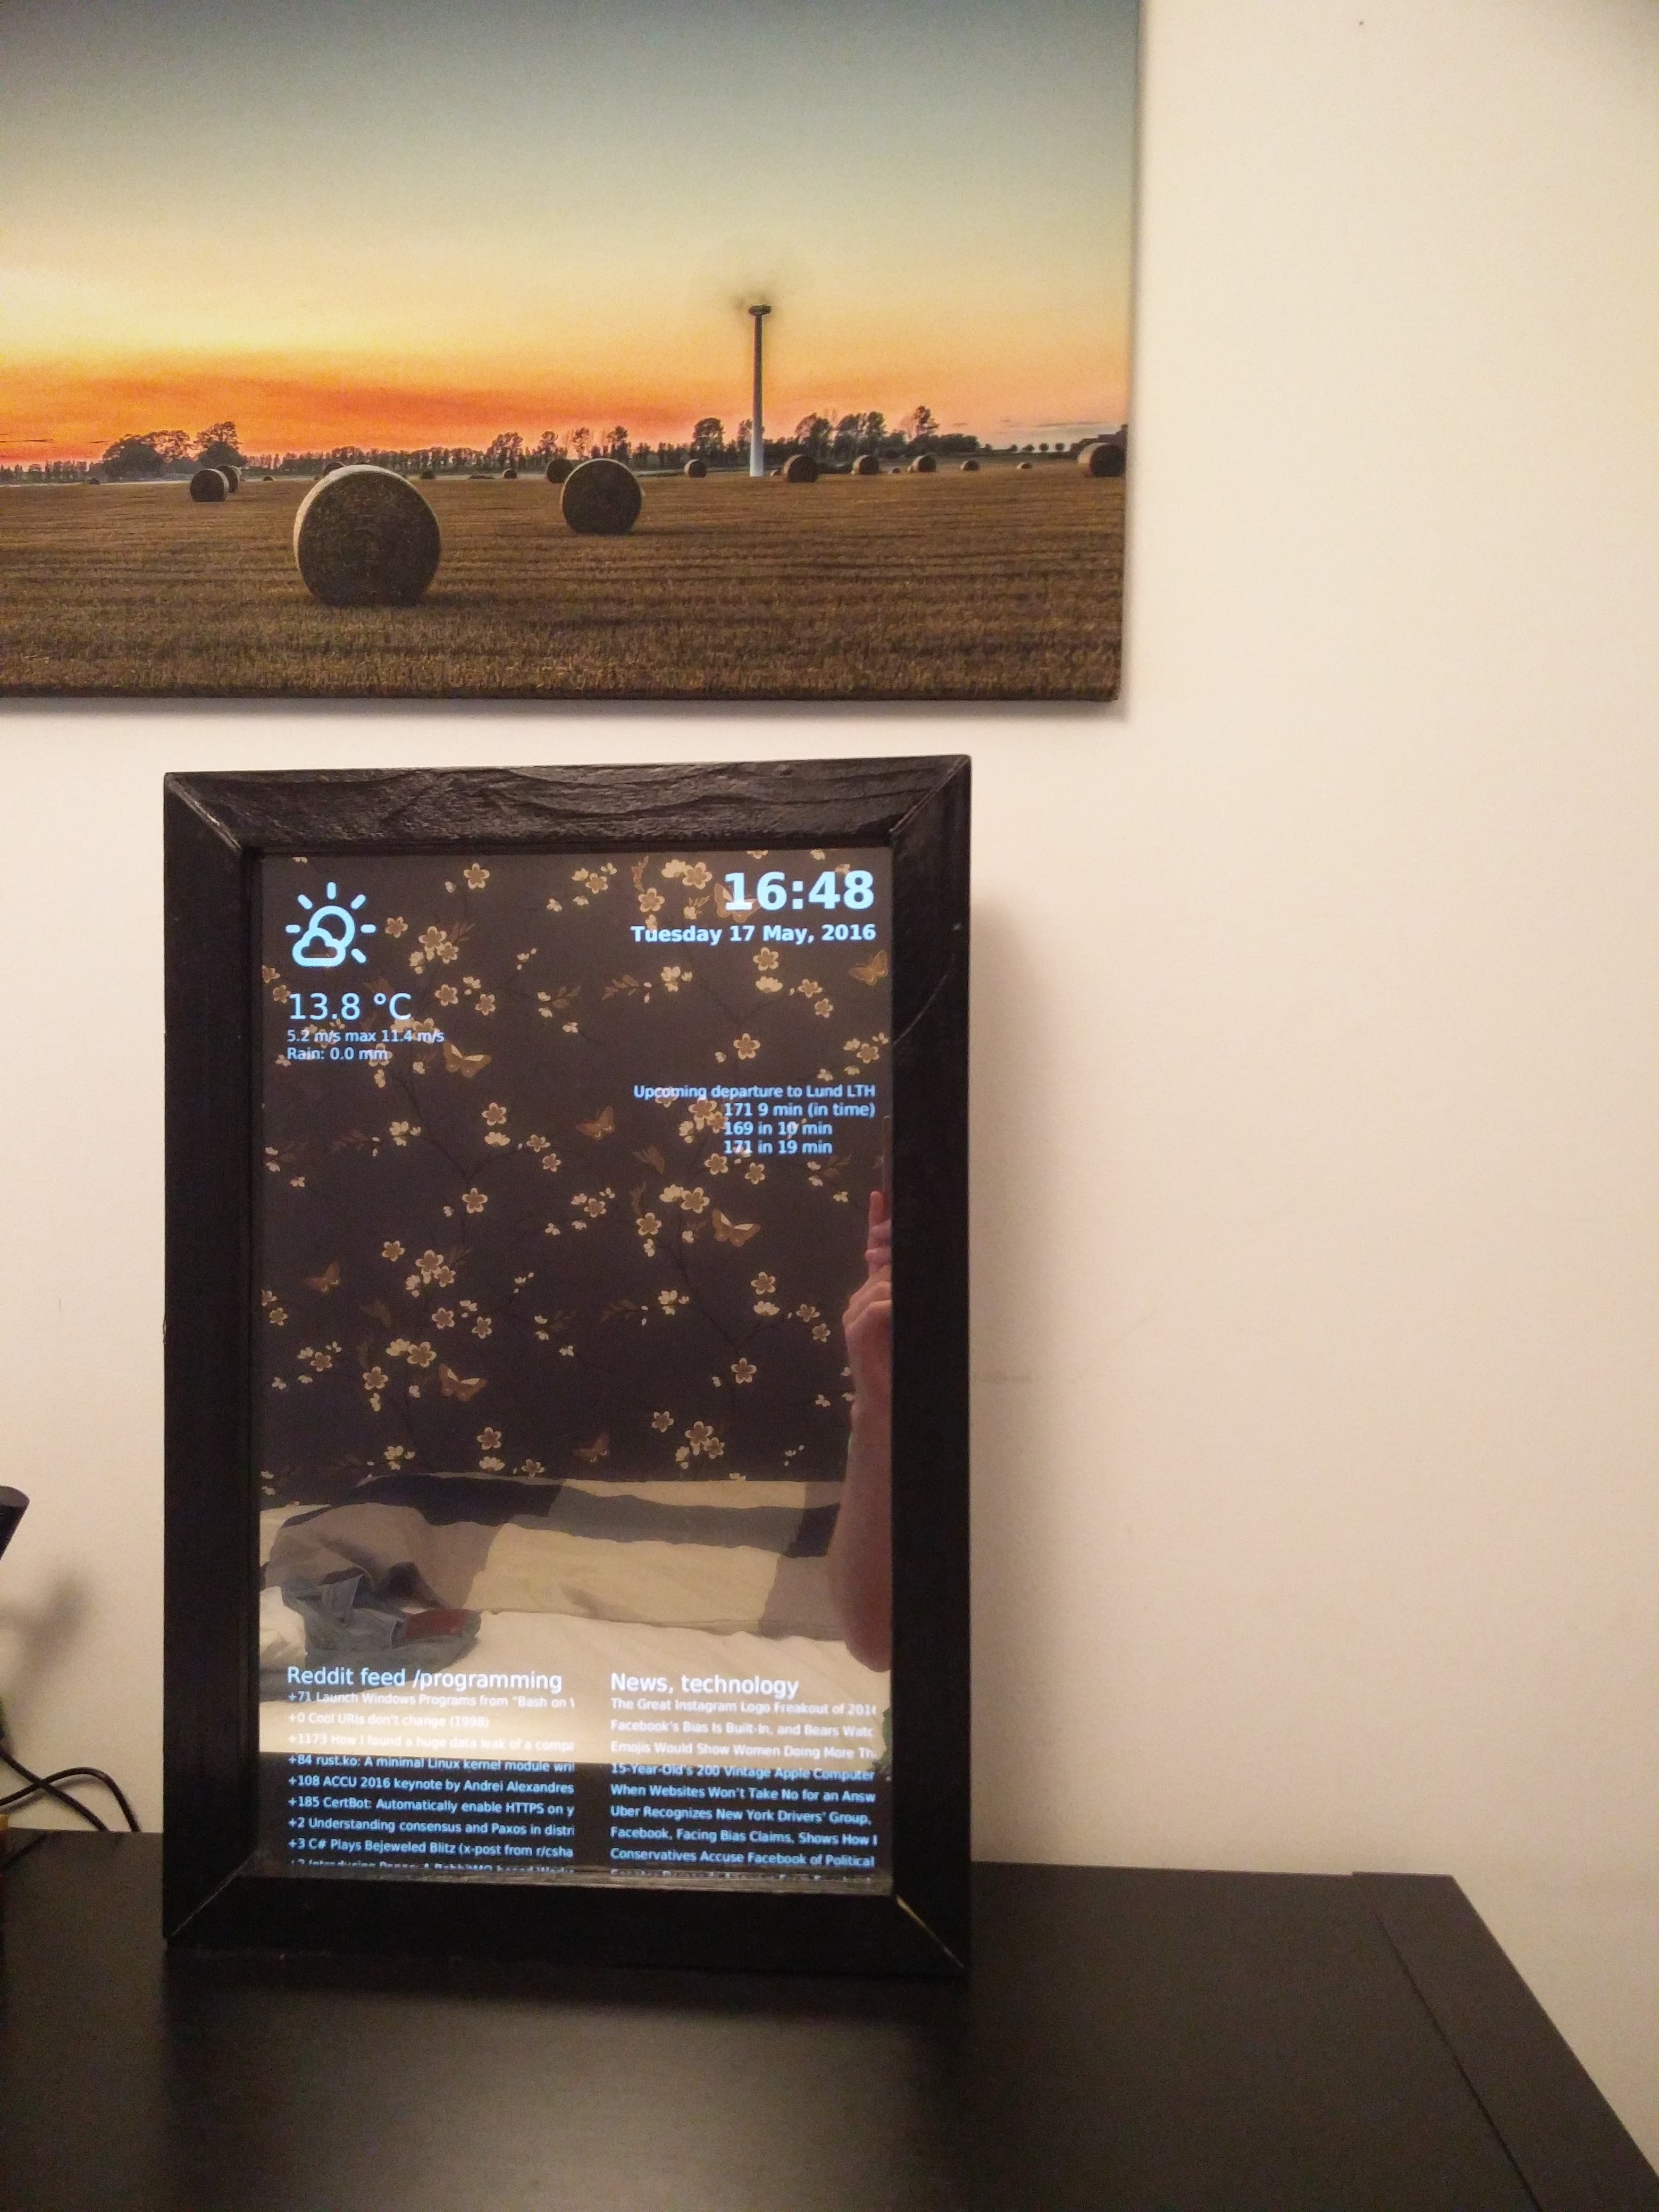 16:48
Tuesday 17 May, 2016
13.8 °C
5.2 m/s max 11.4 m/s
Rain: 0.0 mm
Upcoming departure to Lund LTH
171 9 min (in time)
169 in 10 min
171 in 19 min
Reddit feed /programming
+71 Launch Windows Programs from "Bash on
+0 Cool URIs don't change (1998)
+1173 How I found a huge data leak of a
+84 rust.ko: A minimal Linux kernel module
+108 ACCU 2016 keynote by Andrei Alexandres
+185 CertBot: Automatically enable HTTPS on y
+2 Understanding consensus and Paxos in distri
+3 C# Plays Bejeweled Blitz (x-post from r/csha
News, technology
The Great Instagram Logo Freakout of 2016
Facebook's Bias Is Built-In, and Bears Watc
Emojis Would Show Women Doing More Th
15-Year-Old's 200 Vintage Apple Computer
When Websites Won't Take No for an Answ
Uber Recognizes New York Drivers' Group,
Facebook, Facing Bias Claims, Shows How
Conservatives Accuse Facebook of Political